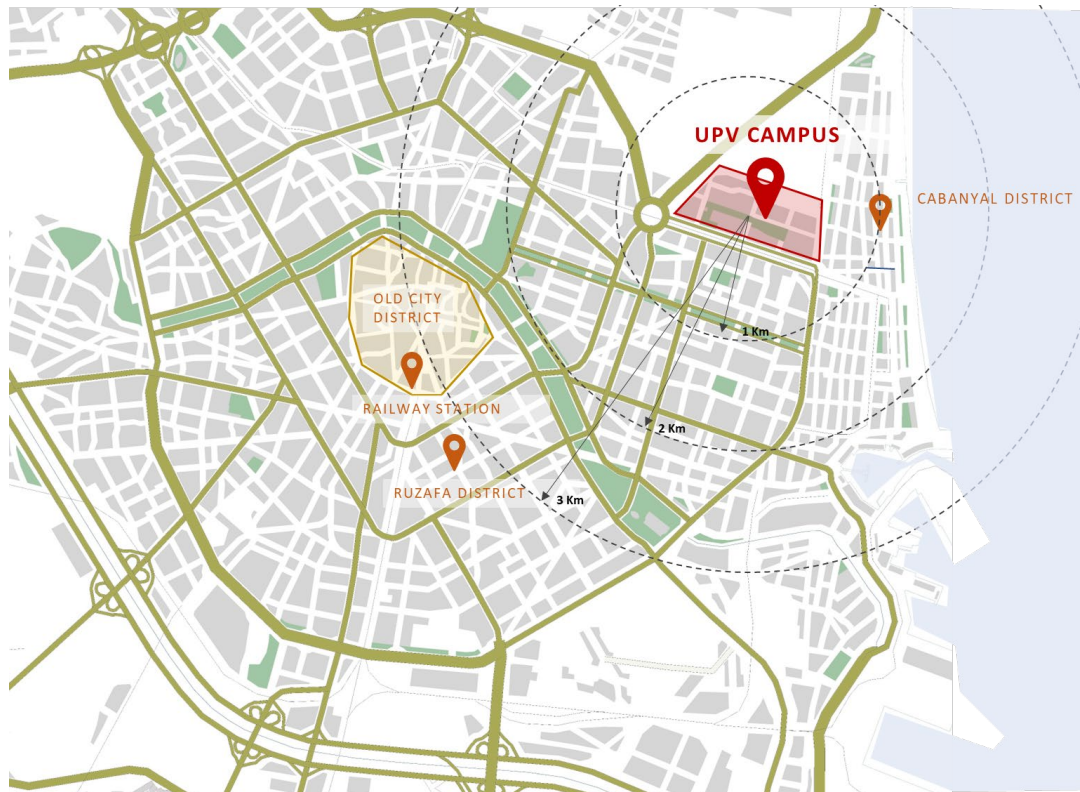 UPV CAMPUS
CABANYAL DISTRICT
OLD CITY
DISTRICT
1 Km
RAILWAY STATION
2 Km
RUZAFA DISTRICT
3 Km